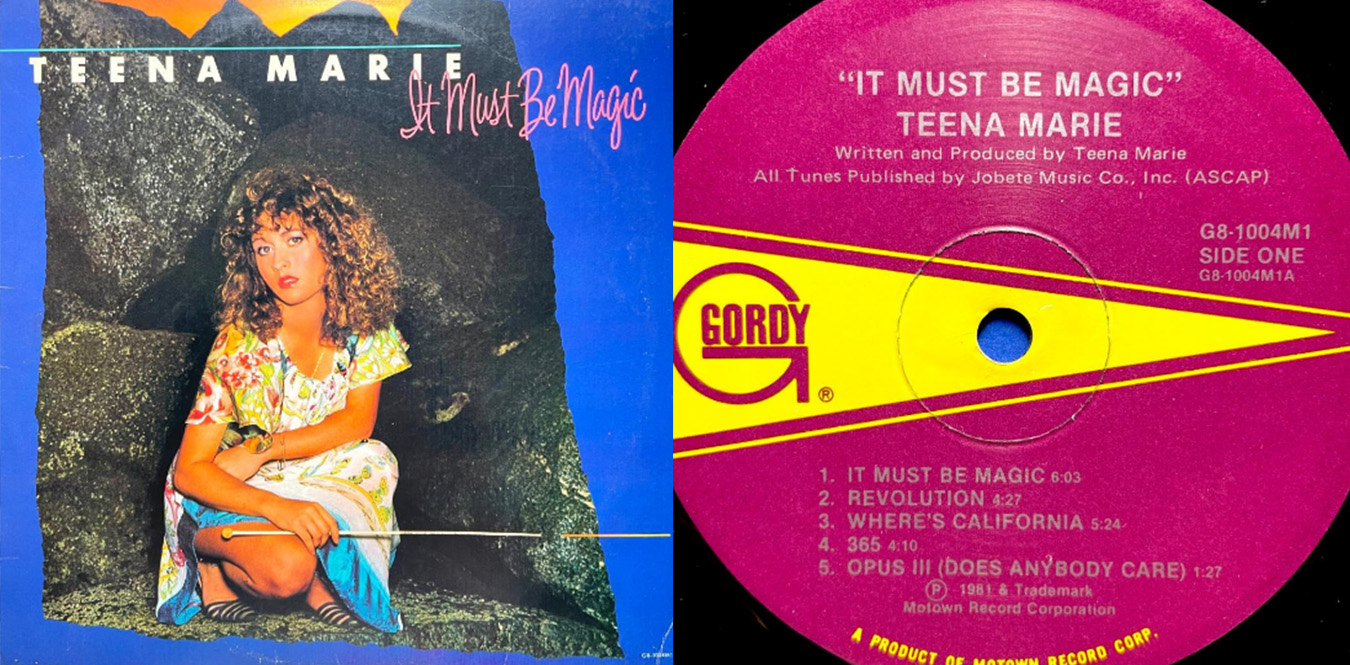 TEENA MARIE
It Must Be Magic
"IT MUST BE MAGIC"
TEENA MARIE
Written and Produced by Teena Marie
All Tunes Published by Jobete Music Co., Inc. (ASCAP)
G8-1004M1
SIDE ONE
G8-1004M1A
GORDY
®
1. IT MUST BE MAGIC 6:03
2. REVOLUTION 4:27
3. WHERE'S CALIFORNIA 5:24
4. 365 4:10
5. OPUS III (DOES ANYBODY CARE) 1:27
℗ 1981 & Trademark
Motown Record Corporation
A PRODUCT OF MOTOWN RECORD CORP.